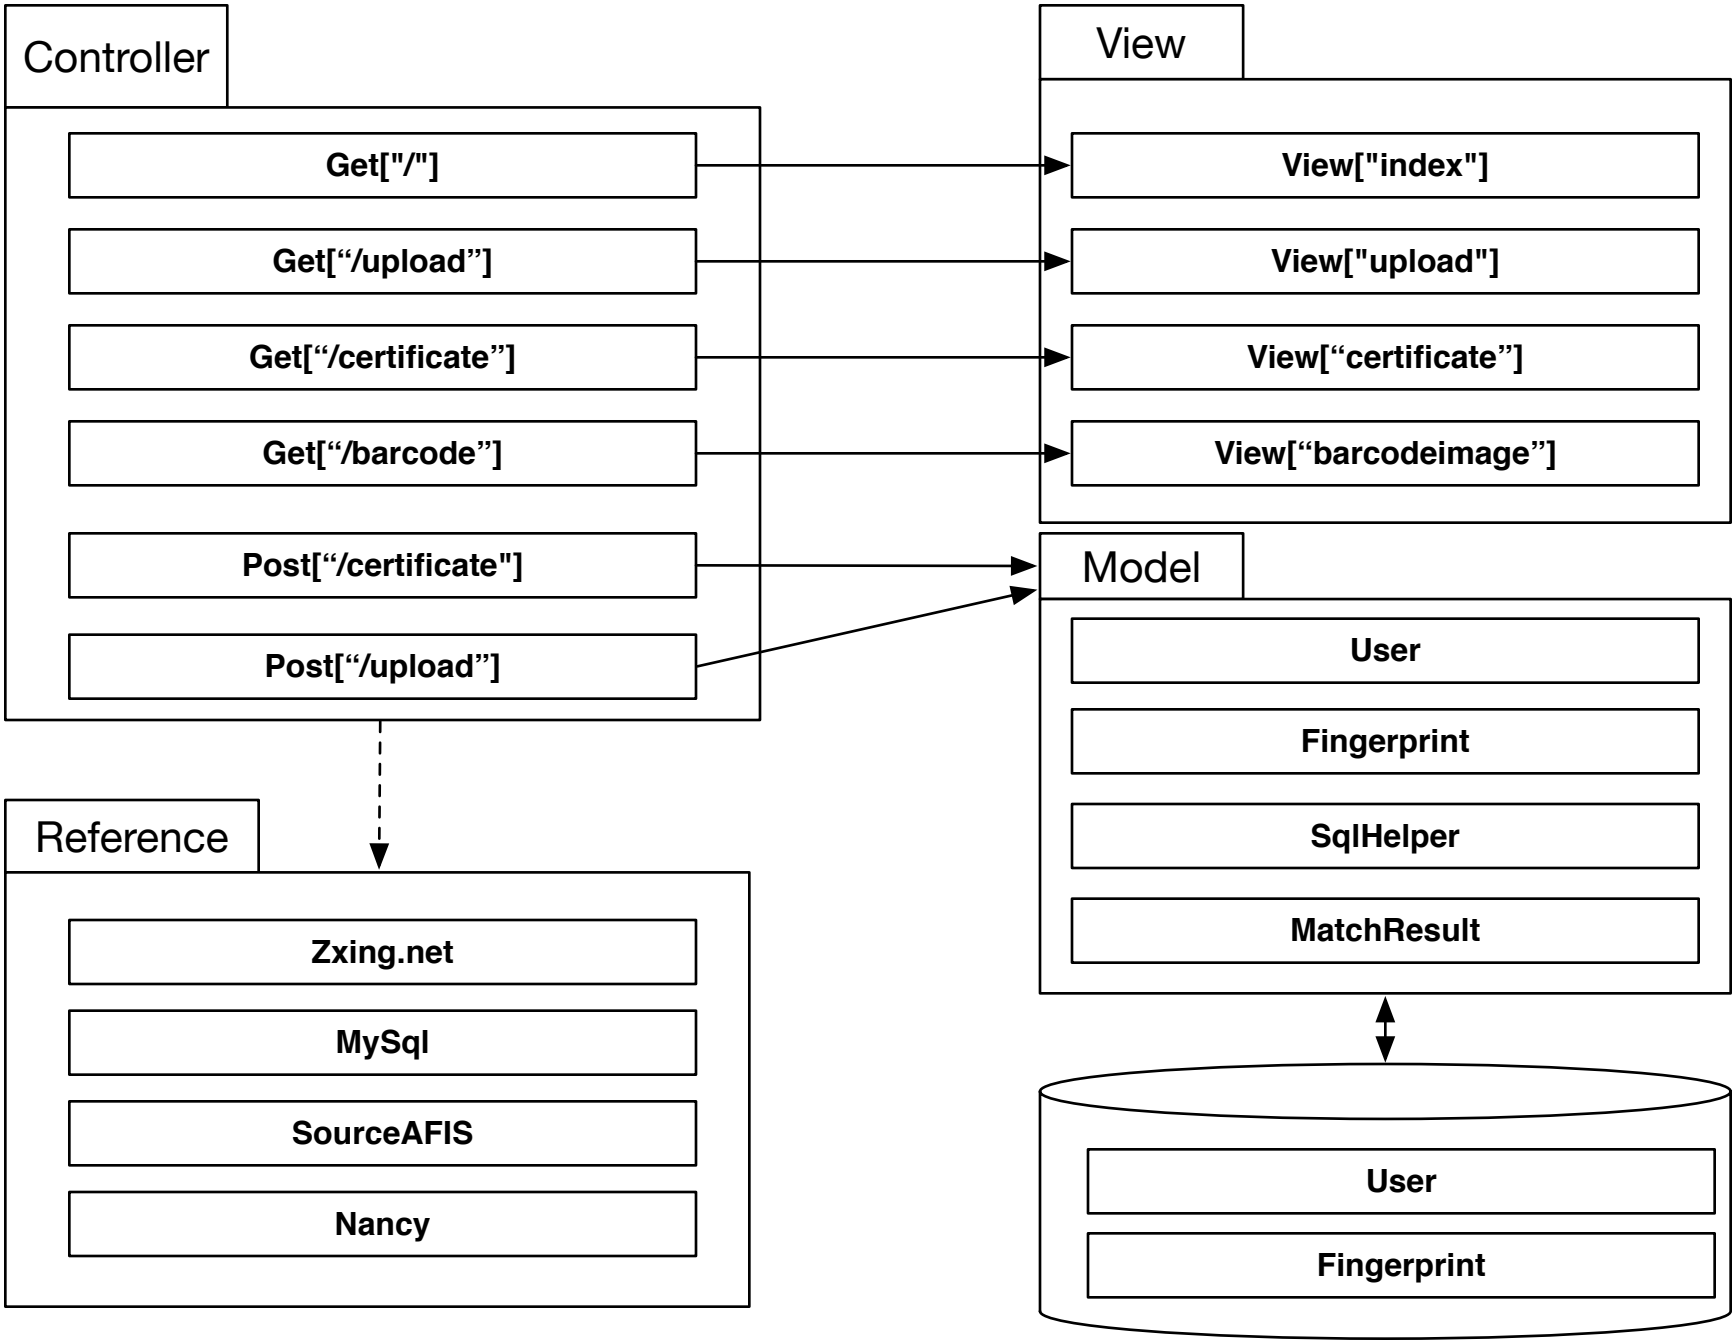 Controller
Get["/"]
Get[“/upload”]
Get[“/certificate”]
Get[“/barcode”]
Post[“/certificate"]
Post[“/upload”]
View
View["index"]
View["upload"]
View[“certificate”]
View[“barcodeimage”]
Model
User
Fingerprint
SqlHelper
MatchResult
Reference
Zxing.net
MySql
SourceAFIS
Nancy
User
Fingerprint